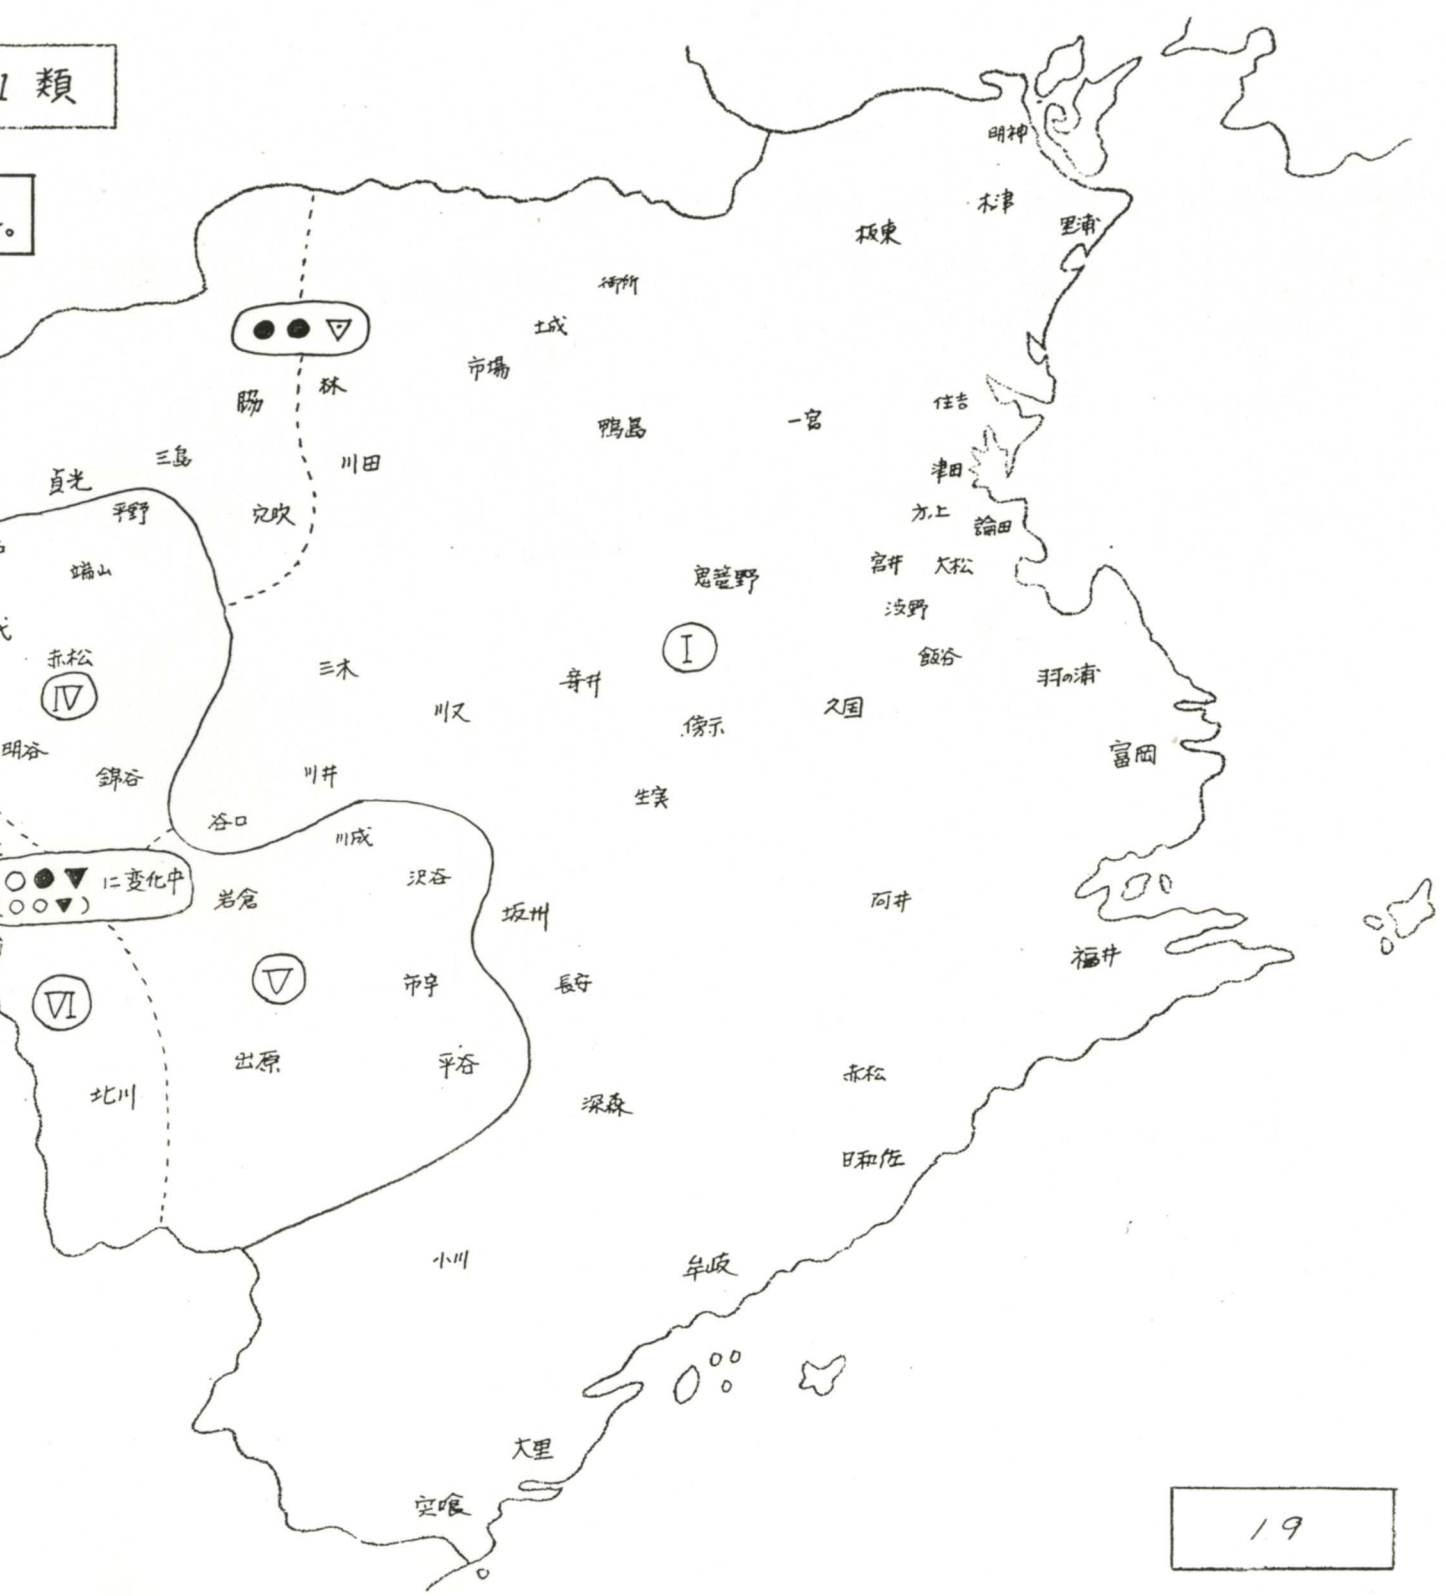 1 類
。
明神
木津
里浦
板東
御所
土成
市場
●●▽
林
脇
住吉
一宮
鴨島
三島
川田
津田
貞光
平野
穴吹
方上
論田
端山
鬼籠野
宮井
大松
渋野
代
赤松
三木
飯谷
羽の浦
I
IV
川又
久国
傍示
明谷
錦谷
川井
富岡
生実
谷口
川成
○●▼に変化中
○○▼)
岩倉
沢谷
坂州
阿井
福井
VI
V
市宇
長安
出原
平谷
赤松
北川
深森
日和佐
小川
牟岐
大里
宍喰
19